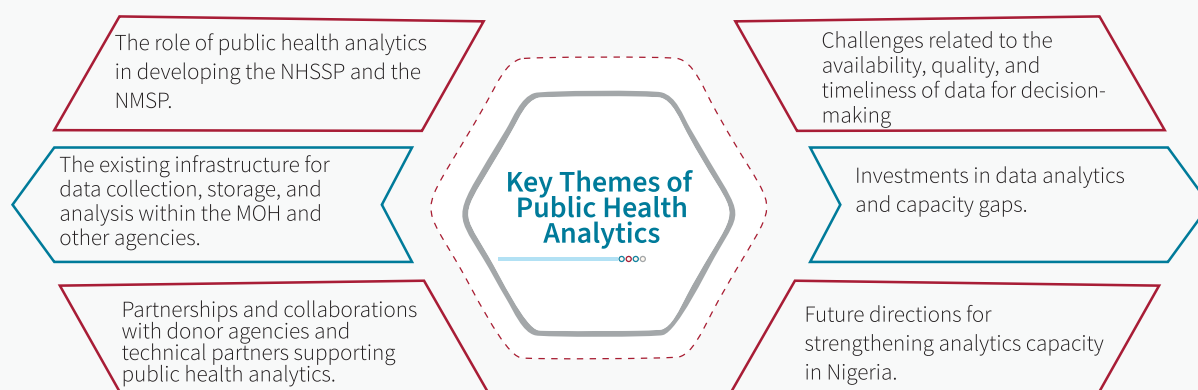 The role of public health analytics
in developing the NHSSP and the
NMSP.
The existing infrastructure for
data collection, storage, and
analysis within the MOH and
other agencies.
Partnerships and collaborations
with donor agencies and
technical partners supporting
public health analytics.
Key Themes of
Public Health
Analytics
Challenges related to the
availability, quality, and
timeliness of data for decision-
making
Investments in data analytics
and capacity gaps.
Future directions for
strengthening analytics capacity
in Nigeria.